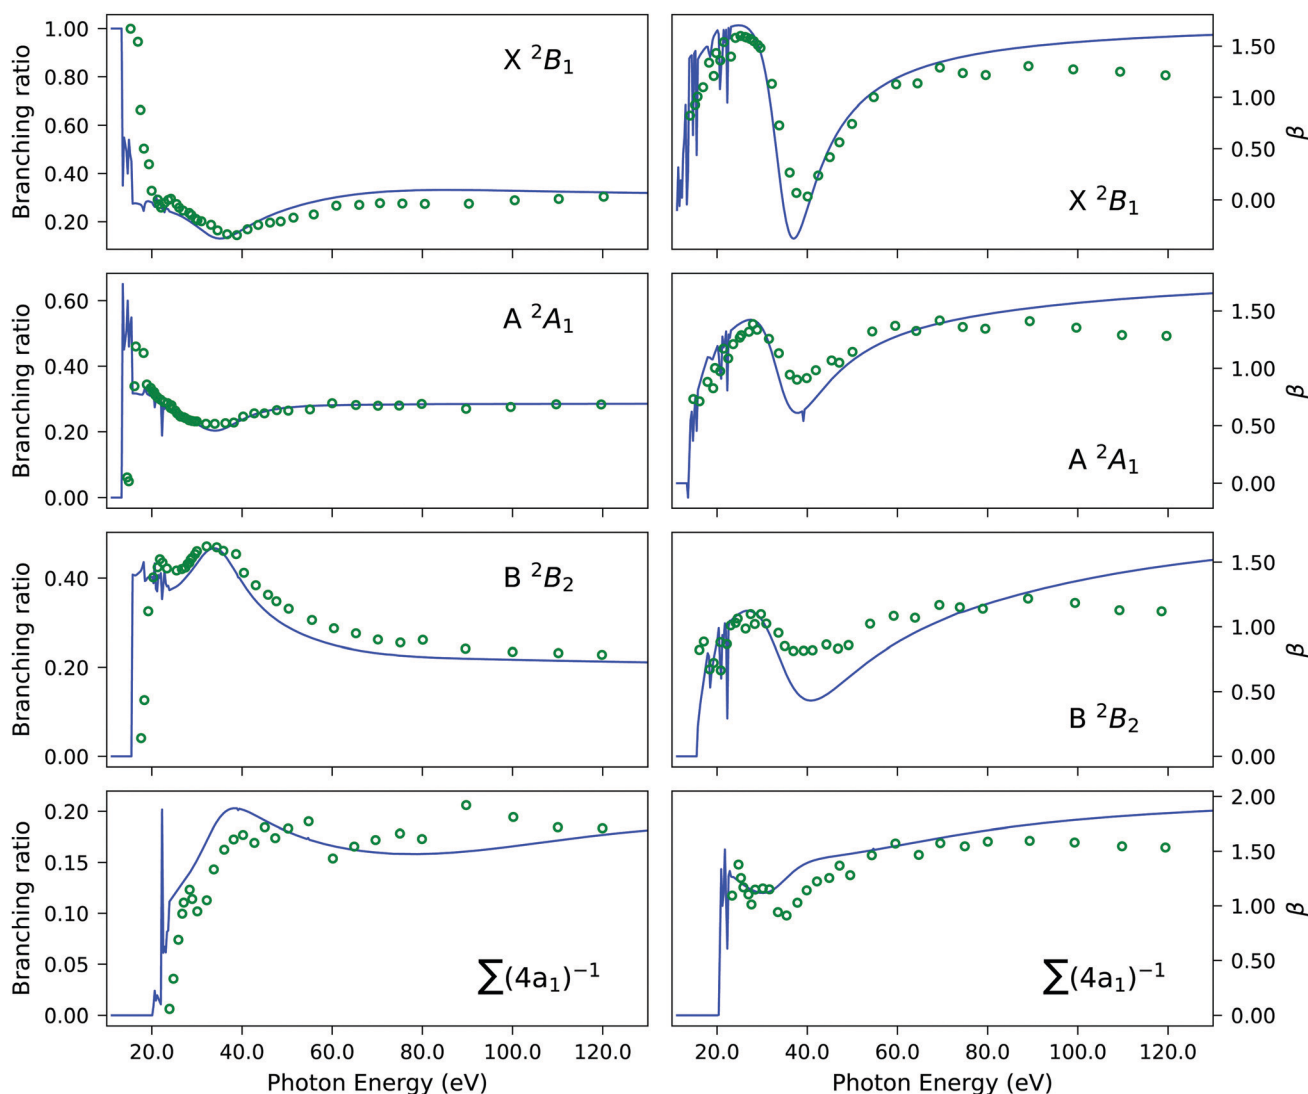 1.00
0.80
0.60
0.40
0.20
Branching ratio
X ²B₁
1.50
1.00
0.50
0.00
β
X ²B₁
0.60
0.40
0.20
0.00
Branching ratio
A ²A₁
1.50
1.00
0.50
0.00
β
A ²A₁
0.40
0.20
0.00
Branching ratio
B ²B₂
1.50
1.00
0.50
0.00
β
B ²B₂
0.20
0.15
0.10
0.05
0.00
Branching ratio
∑(4a₁)⁻¹
2.00
1.50
1.00
0.50
0.00
β
∑(4a₁)⁻¹
20.0 40.0 60.0 80.0 100.0 120.0
Photon Energy (eV)
20.0 40.0 60.0 80.0 100.0 120.0
Photon Energy (eV)